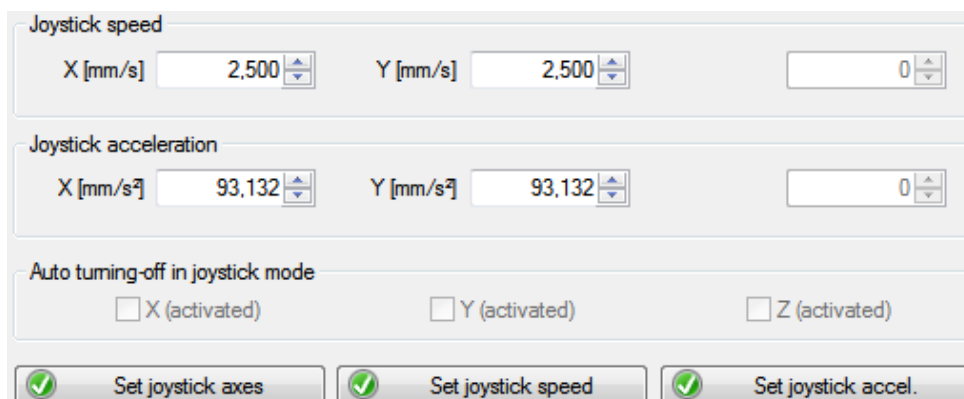 Joystick speed
X [mm/s] 2,500 Y [mm/s] 2,500 0
Joystick acceleration
X [mm/s²] 93,132 Y [mm/s²] 93,132 0
Auto turning-off in joystick mode
X (activated) Y (activated) Z (activated)
Set joystick axes Set joystick speed Set joystick accel.